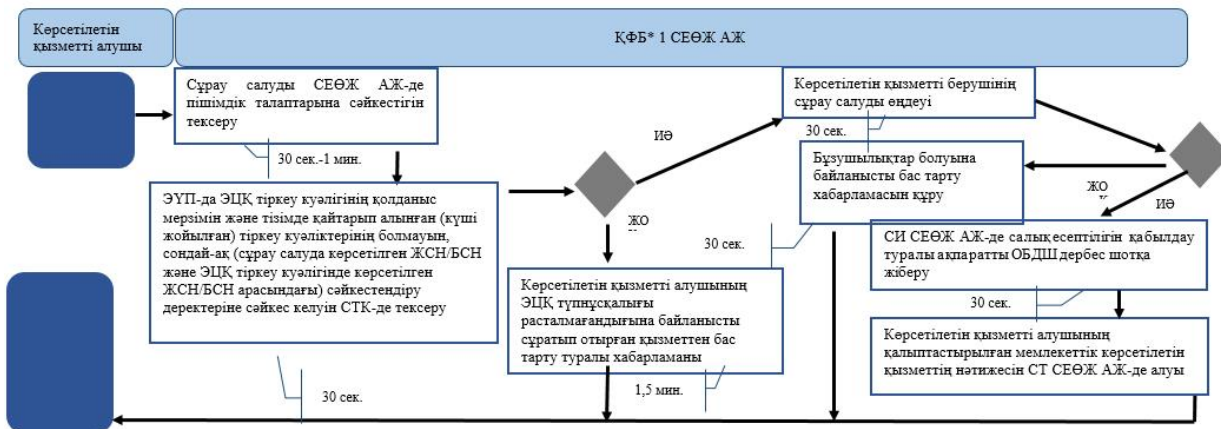 Көрсетілетін
қызметті алушы
ҚФБ* 1 СЕӨЖ АЖ
Сұрау салуды СЕӨЖ АЖ-де
пішімдік талаптарына сәйкестігін
тексеру
30 сек.-1 мин.
ЭҮП-да ЭЦҚ тіркеу куәлігінің қолданыс
мерзімін және тізімде қайтарып алынған (күші
жойылған) тіркеу куәліктерінің болмауын,
сондай-ақ (сұрау салуда көрсетілген ЖСН/БСН
және ЭЦҚ тіркеу куәлігінде көрсетілген
ЖСН/БСН арасындағы) сәйкестендіру
деректеріне сәйкес келуін СТК-де тексеру
30 сек.
ИӘ
ЖО
Көрсетілетін қызметті алушының
ЭЦҚ түпнұсқалығы
расталмағандығына байланысты
сұратып отырған қызметтен бас
тарту туралы хабарламаны
1,5 мин.
Көрсетілетін қызметті берушінің
сұрау салуды өңдеуі
30 сек.
Бұзушылықтар болуына
байланысты бас тарту
хабарламасын құру
30 сек.
ЖО
ИӘ
СИ СЕӨЖ АЖ-де салық есептілігін қабылдау
туралы ақпаратты ОБДШ дербес шотқа
жіберу
30 сек.
Көрсетілетін қызметті алушының
қалыптастырылған мемлекеттік көрсетілетін
қызметтің нәтижесін СТ СЕӨЖ АЖ-де алуы